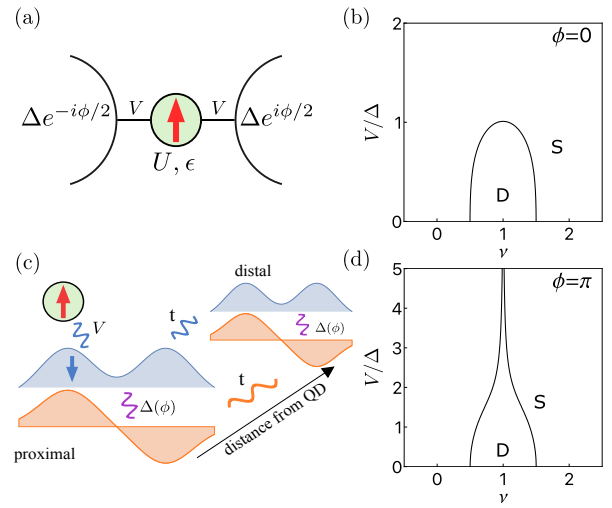 (a)
Δe^{-iϕ/2}
V
V
Δe^{iϕ/2}
U, ϵ
(b)
ϕ=0
2
1
0
V/Δ
S
D
0
1
2
ν
(c)
V
t
distal
Δ(ϕ)
Δ(ϕ)
t
proximal
distance from QD
(d)
ϕ=π
5
4
3
2
1
0
V/Δ
S
D
0
1
2
ν